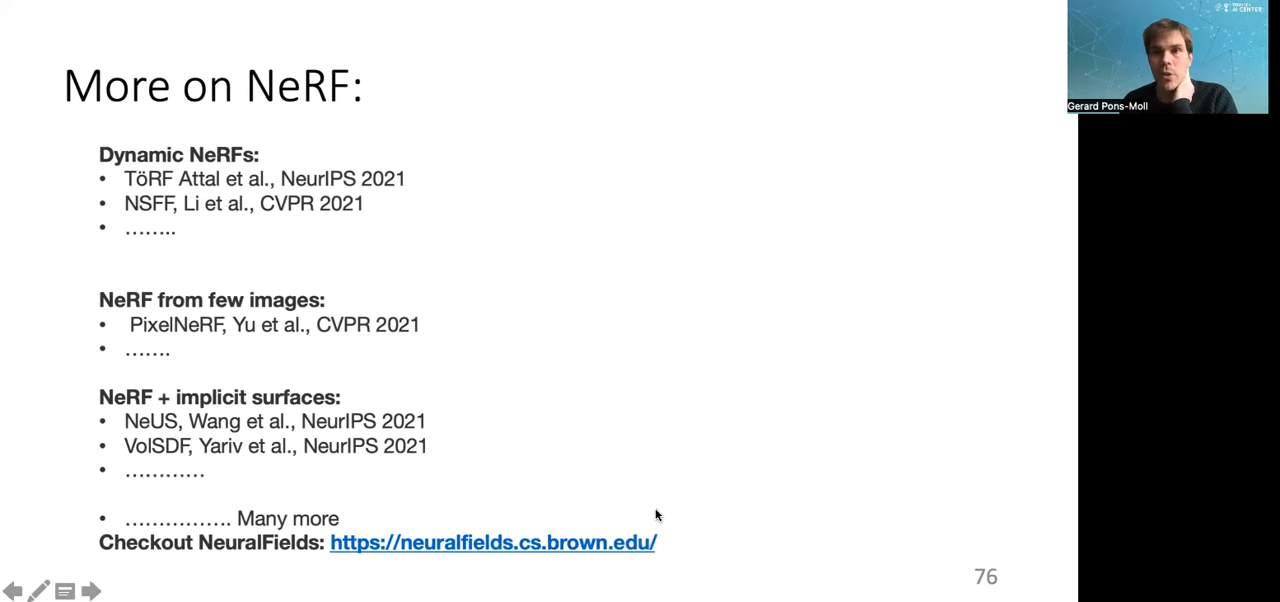 More on NeRF:
Dynamic NeRFs:
• TöRF Attal et al., NeurIPS 2021
• NSFF, Li et al., CVPR 2021
• ……..
NeRF from few images:
• PixelNeRF, Yu et al., CVPR 2021
• …….
NeRF + implicit surfaces:
• NeUS, Wang et al., NeurIPS 2021
• VolSDF, Yariv et al., NeurIPS 2021
• …………
• ……………. Many more
Checkout NeuralFields: https://neuralfields.cs.brown.edu/
76
AI CENTER
Gerard Pons-Moll